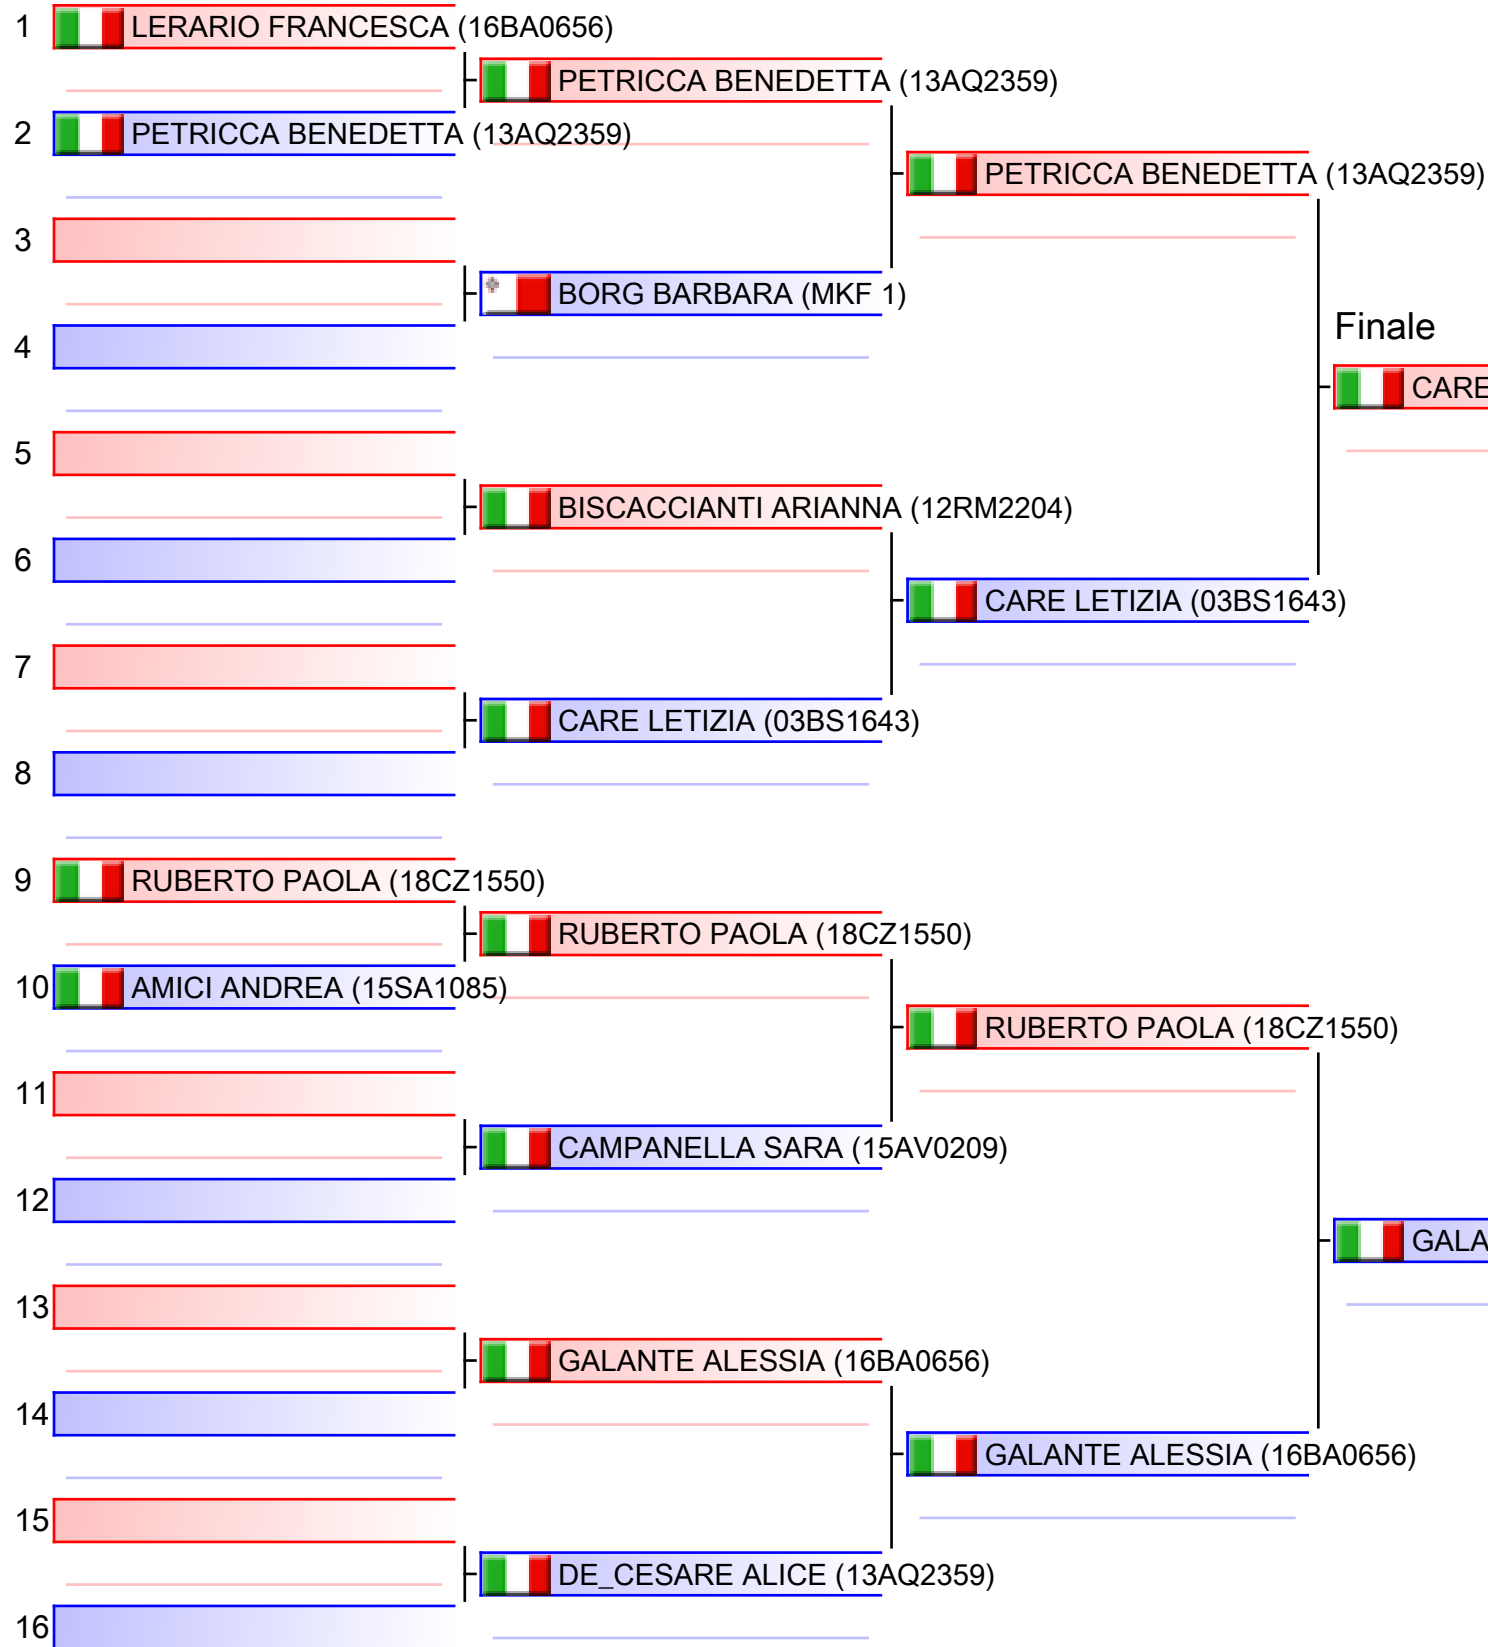 1 LERARIO FRANCESCA (16BA0656)
PETRICCA BENEDETTA (13AQ2359)
2 PETRICCA BENEDETTA (13AQ2359)
PETRICCA BENEDETTA (13AQ2359)
3
BORG BARBARA (MKF 1)
Finale
4
CARE
5
BISCACCIANTI ARIANNA (12RM2204)
6
CARE LETIZIA (03BS1643)
7
CARE LETIZIA (03BS1643)
8
9 RUBERTO PAOLA (18CZ1550)
RUBERTO PAOLA (18CZ1550)
10 AMICI ANDREA (15SA1085)
RUBERTO PAOLA (18CZ1550)
11
CAMPANELLA SARA (15AV0209)
12
GALA
13
GALANTE ALESSIA (16BA0656)
14
GALANTE ALESSIA (16BA0656)
15
DE_CESARE ALICE (13AQ2359)
16